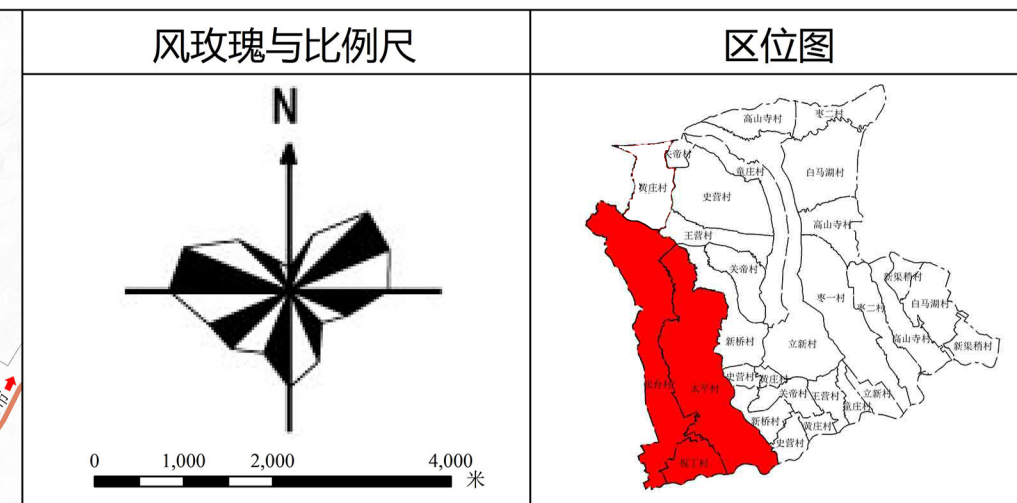 风玫瑰与比例尺
区位图
N
0 1,000 2,000 4,000
米
高山寺村
枣二村
关帝村
黄庄村
童庄村
白马湖村
史营村
高山寺村
王营村
关帝村
新渠稍村
枣一村
枣二村
白马湖村
新桥村
立新村
高山寺村
新渠稍村
史营村
黄庄村
太平村
关帝村
王营村
立新村
童庄村
新桥村
黄庄村
史营村
市